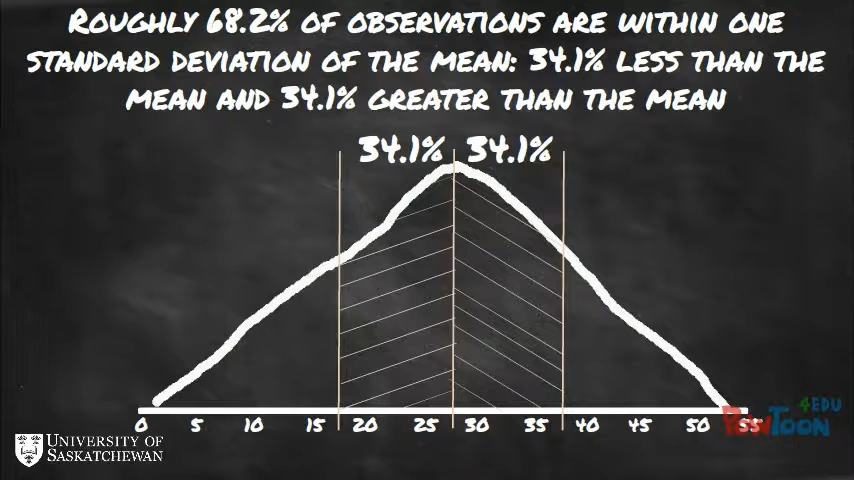 Roughly 68.2% of observations are within one
standard deviation of the mean: 34.1% less than the
mean and 34.1% greater than the mean
34.1% 34.1%
0 5 10 15 20 25 30 35 40 45 50 55
4EDU
PowToon
University of
Saskatchewan